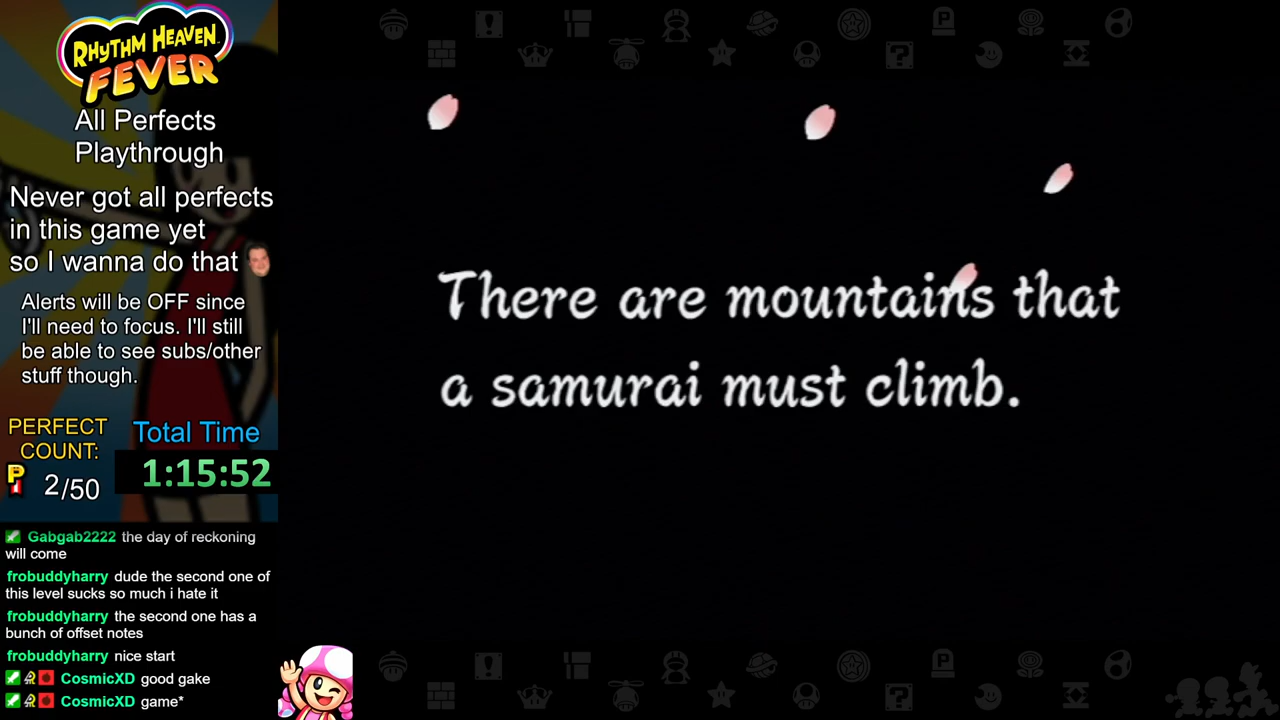 RHYTHM HEAVEN
FEVER
All Perfects
Playthrough
Never got all perfects
in this game yet
so I wanna do that
Alerts will be OFF since
I'll need to focus. I'll still
be able to see subs/other
stuff though.
PERFECT
COUNT:
P
2/50
Total Time
1:15:52
Gabgab2222 the day of reckoning
will come
frobuddyharry dude the second one of
this level sucks so much i hate it
frobuddyharry the second one has a
bunch of offset notes
frobuddyharry nice start
CosmicXD good gake
CosmicXD game*
There are mountains that
a samurai must climb.